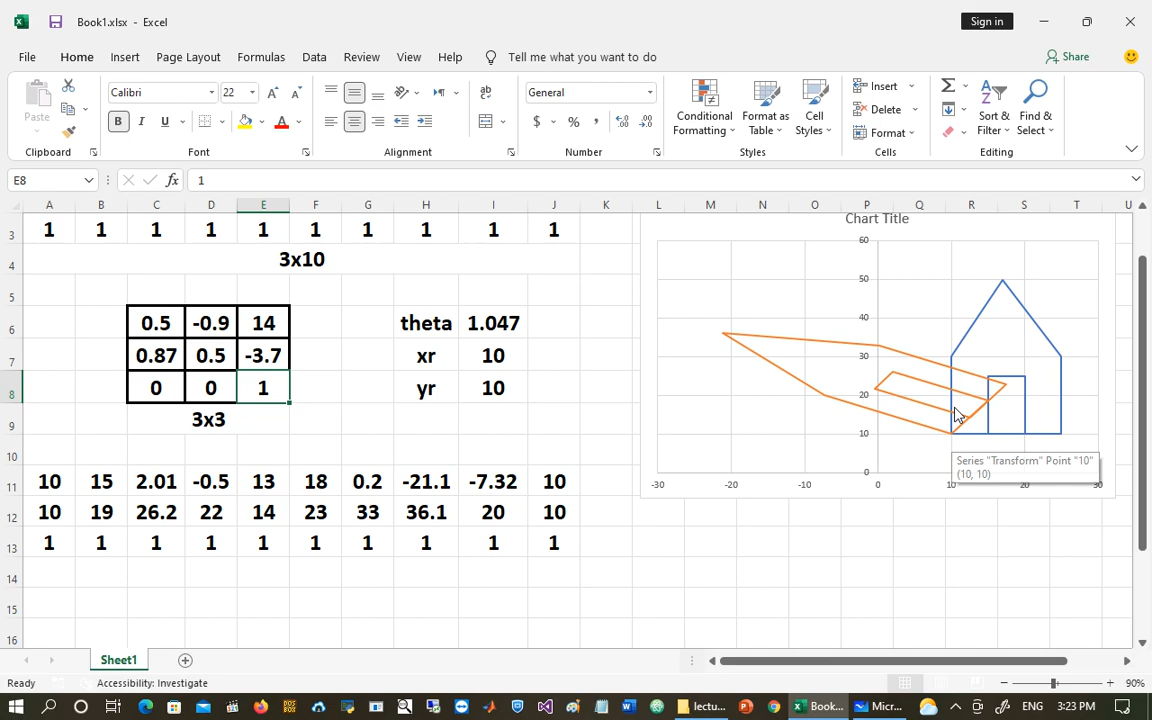 Book1.xlsx - Excel
Sign in
File Home Insert Page Layout Formulas Data Review View Help Tell me what you want to do Share
Paste
Calibri 22
General
Conditional Formatting
Format as Table
Cell Styles
Insert
Delete
Format
Sort & Filter
Find & Select
Clipboard Font Alignment Number Styles Cells Editing
E8 fx 1
A B C D E F G H I J K L M N O P Q R S T U
3 1 1 1 1 1 1 1 1 1 1
4 3x10
5
6 0.5 -0.9 14 theta 1.047
7 0.87 0.5 -3.7 xr 10
8 0 0 1 yr 10
9 3x3
10
11 10 15 2.01 -0.5 13 18 0.2 -21.1 -7.32 10
12 10 19 26.2 22 14 23 33 36.1 20 10
13 1 1 1 1 1 1 1 1 1 1
14
15
16
Chart Title
60
50
40
30
20
10
0
-30 -20 -10 0 20 30
Series "Transform" Point "10"
(10, 10)
Sheet1
Ready Accessibility: Investigate 90%
lectu... Book... Micr... ENG 3:23 PM